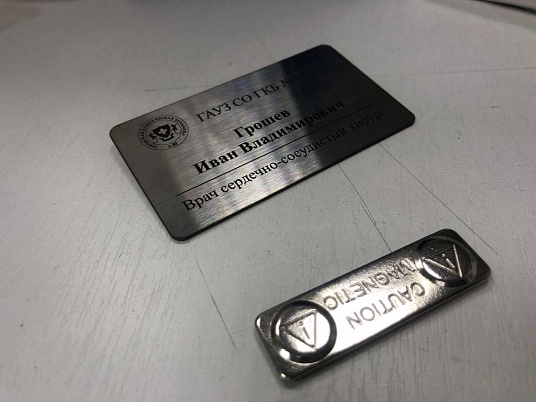 ГАУЗ СО ГКБ №
Грошев
Иван Владимирович
Врач сердечно-сосудистый хирург
CAUTION
MAGNETIC